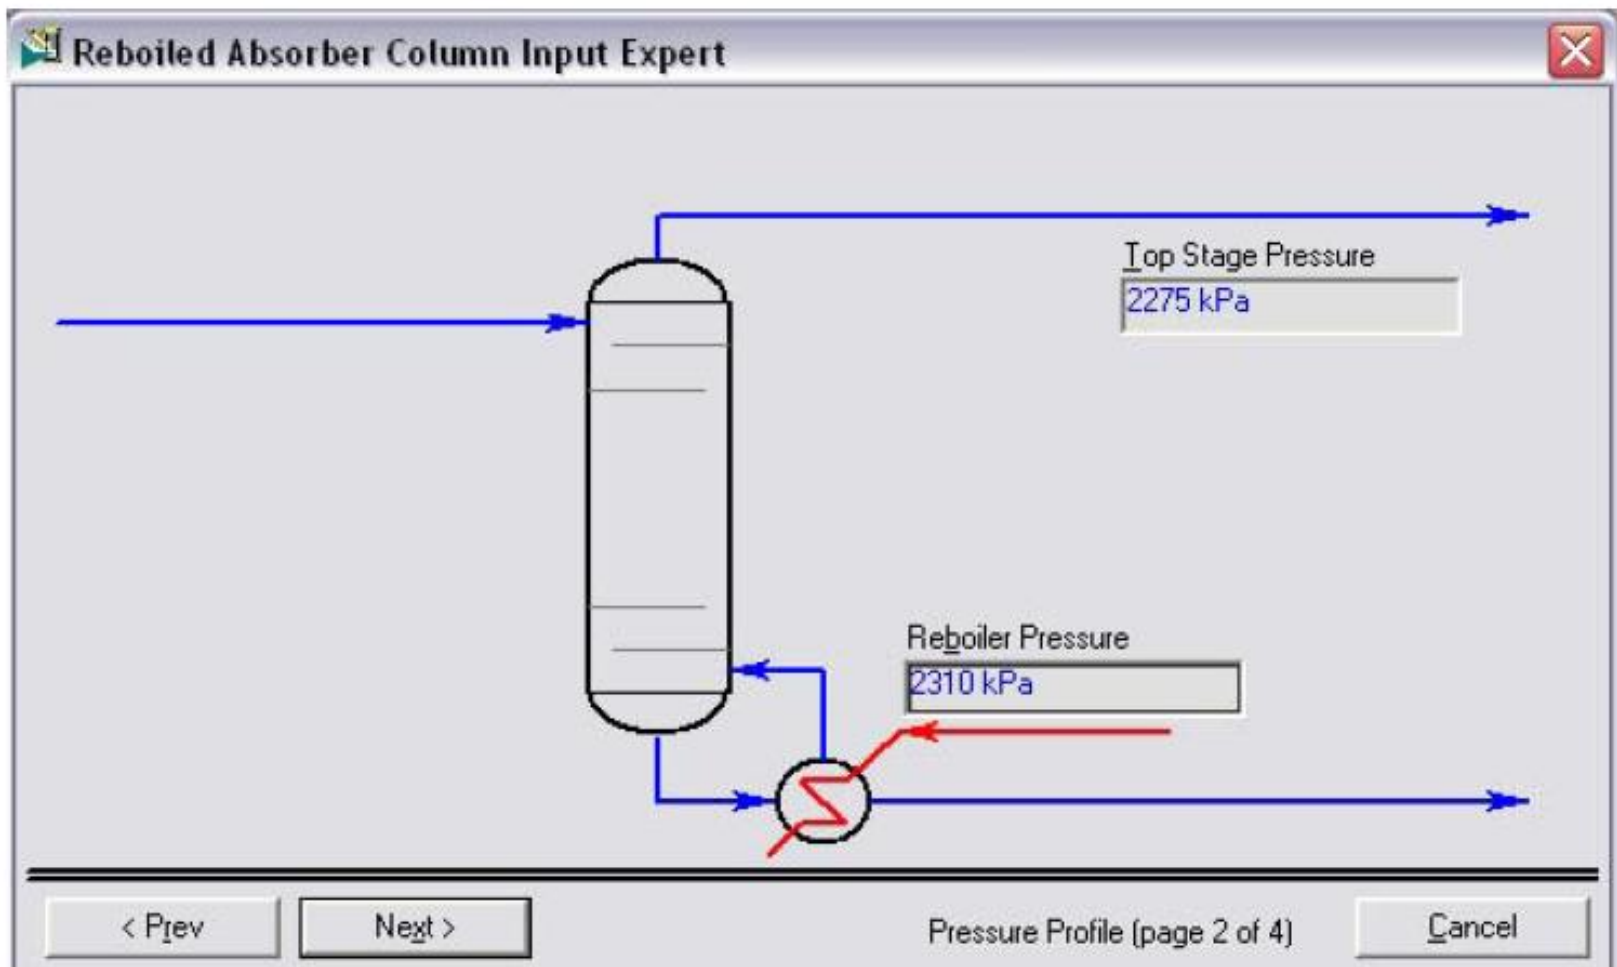 Reboiled Absorber Column Input Expert
Top Stage Pressure
2275 kPa
Reboiler Pressure
2310 kPa
< Prev
Next >
Pressure Profile (page 2 of 4)
Cancel